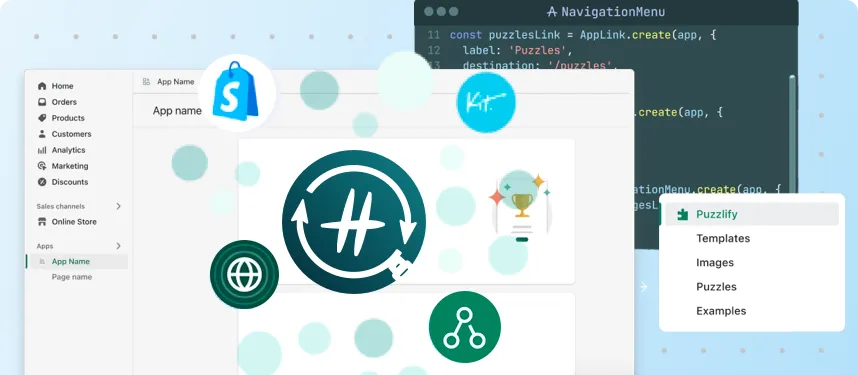 NavigationMenu
11 const puzzlesLink = AppLink.create(app, {
12 label: 'Puzzles',
13 destination: '/puzzles',
Home
Orders
Products
Customers
Analytics
Marketing
Discounts
Sales channels
Online Store
Apps
App Name
Page name
App Name
App name
S
Kit.
H
.create(app, {
ationMenu.create(app, {
gesL
Puzzlify
Templates
Images
Puzzles
Examples